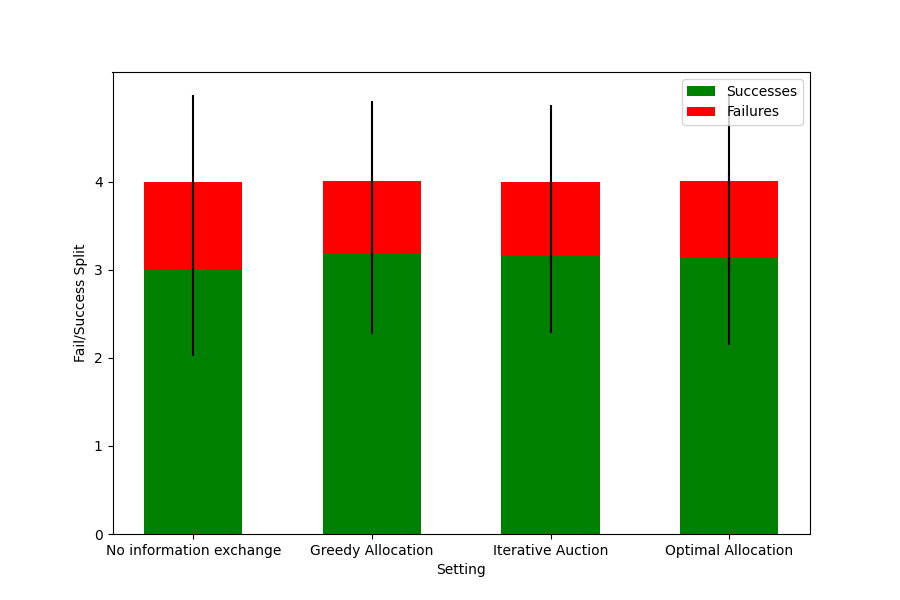 Successes
Failures
4
3
2
1
0
Fail/Success Split
No information exchange
Greedy Allocation
Iterative Auction
Optimal Allocation
Setting